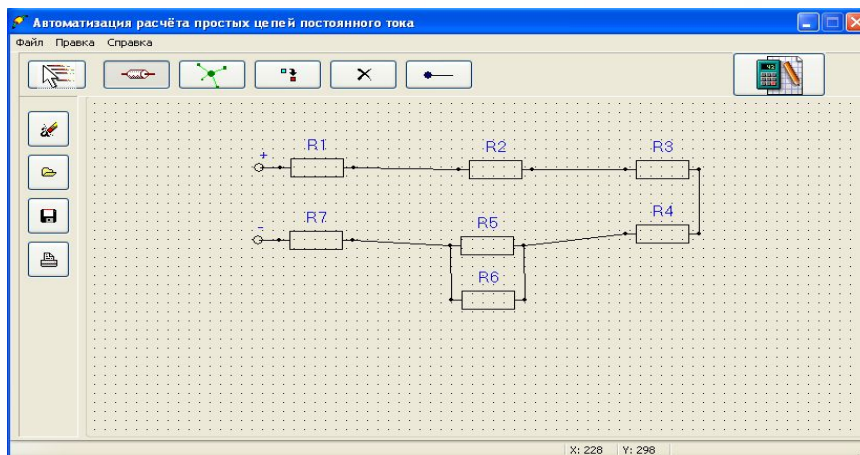 Автоматизация расчёта простых цепей постоянного тока
Файл Правка Справка
R1
R2
R3
+
R7
R5
R4
-
R6
X: 228 Y: 298